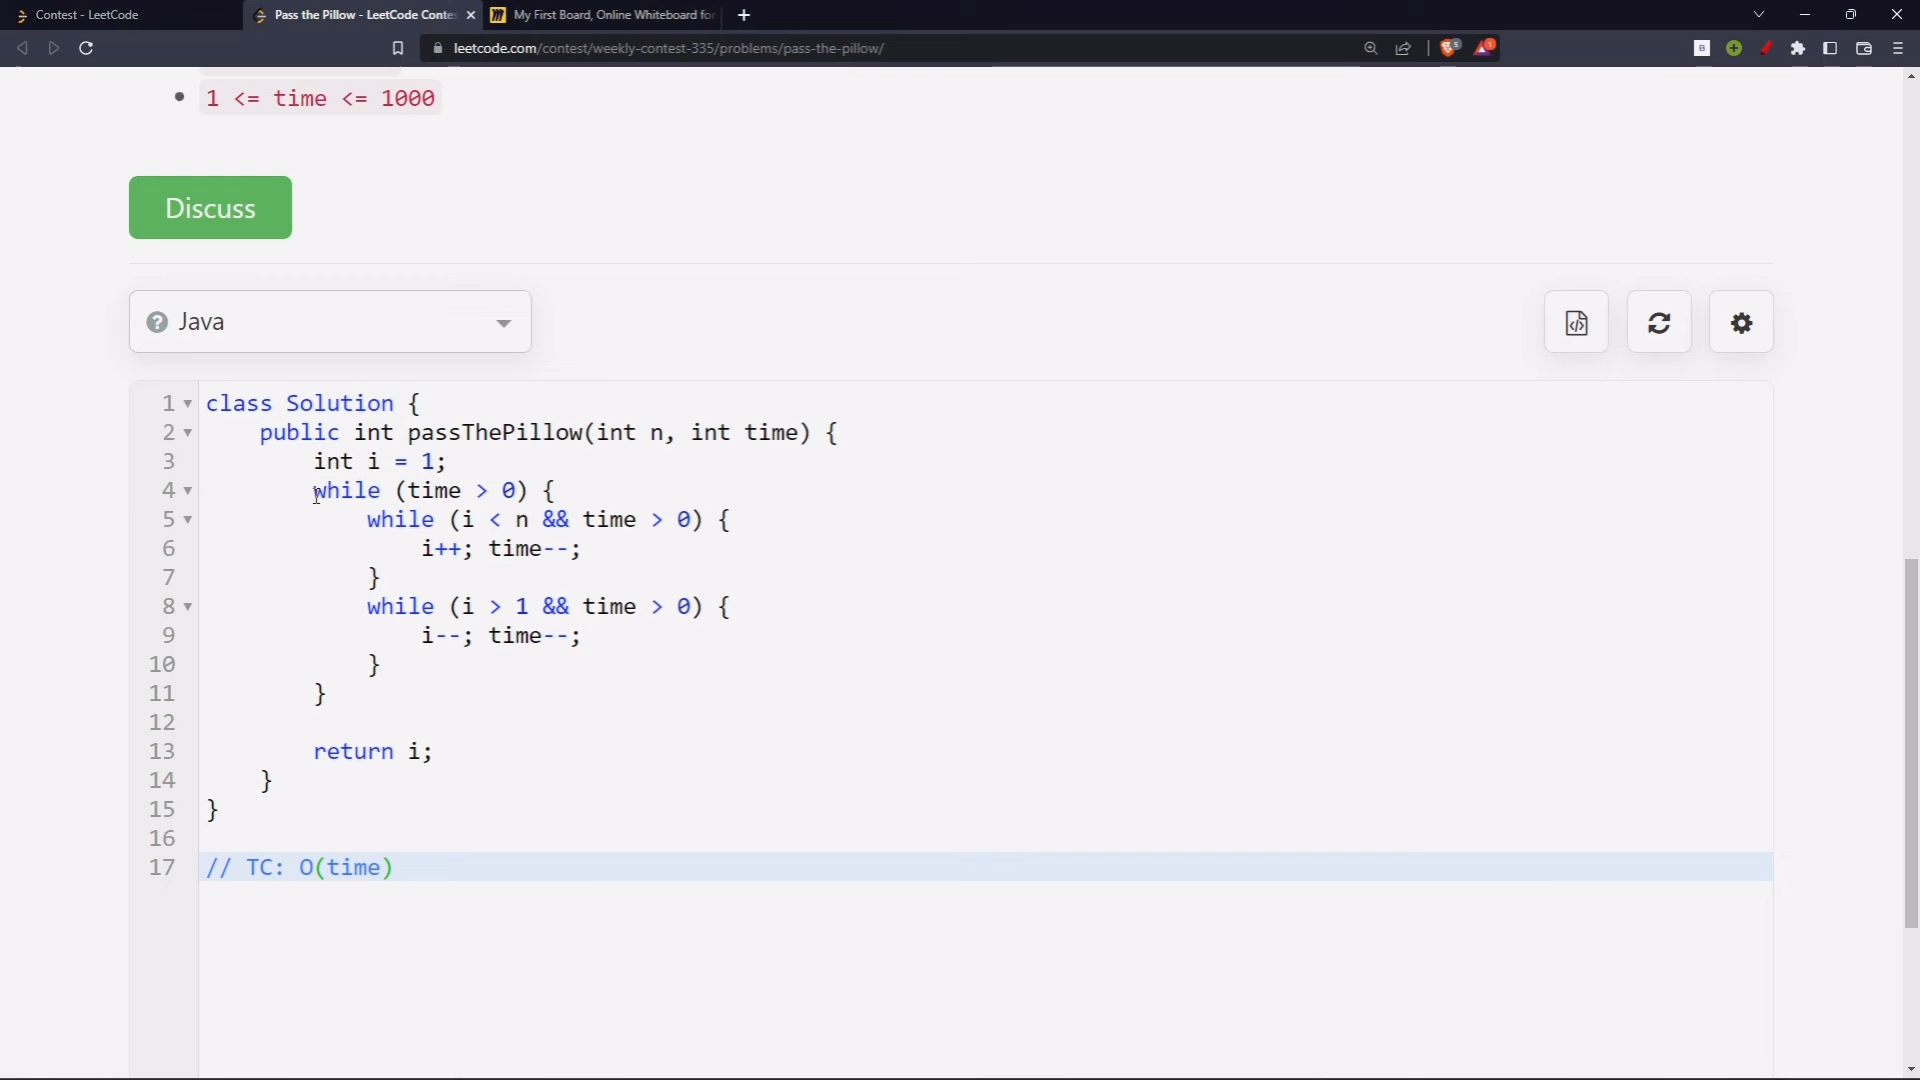 Contest - LeetCode
Pass the Pillow - LeetCode Contes
My First Board, Online Whiteboard for
leetcode.com/contest/weekly-contest-335/problems/pass-the-pillow/
1 <= time <= 1000
Discuss
Java
1 class Solution {
2 public int passThePillow(int n, int time) {
3 int i = 1;
4 while (time > 0) {
5 while (i < n && time > 0) {
6 i++; time--;
7 }
8 while (i > 1 && time > 0) {
9 i--; time--;
10 }
11 }
12
13 return i;
14 }
15 }
16
17 // TC: O(time)